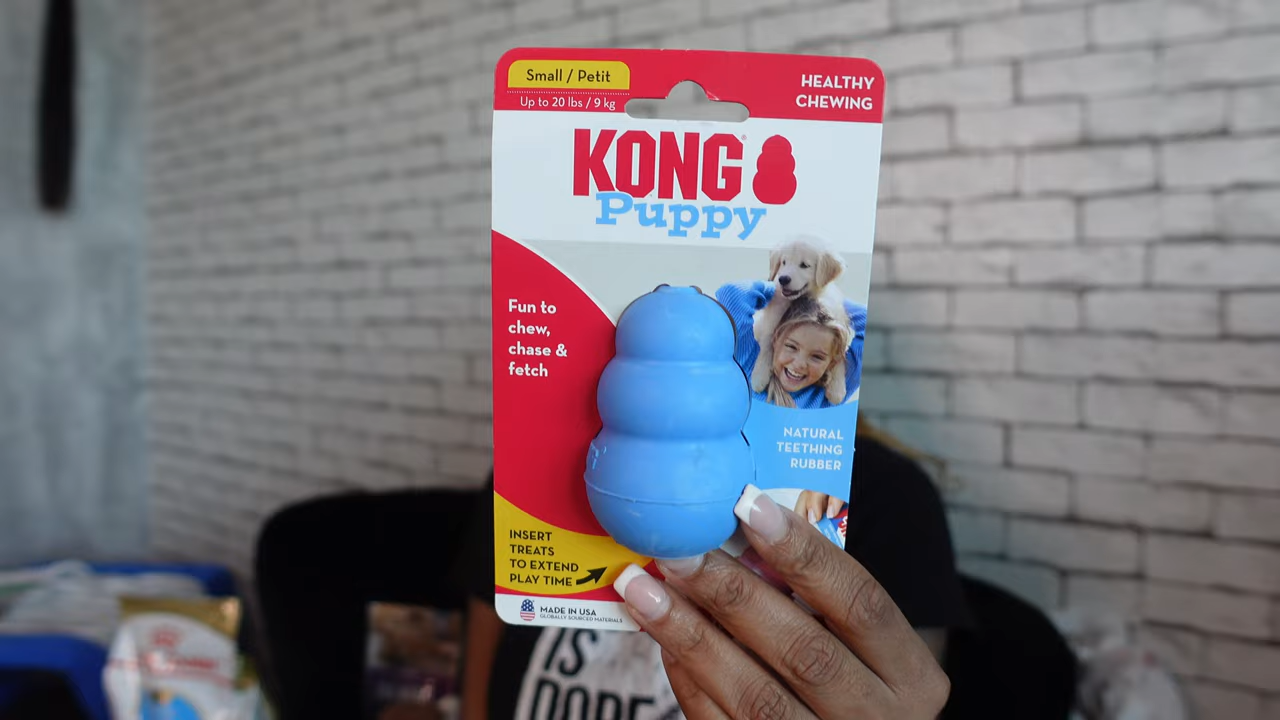 Small / Petit
Up to 20 lbs / 9 kg
HEALTHY
CHEWING
KONG
Puppy
Fun to
chew,
chase &
fetch
NATURAL
TEETHING
RUBBER
INSERT
TREATS
TO EXTEND
PLAY TIME
MADE IN USA
GLOBALLY SOURCED MATERIALS
IS
DOPE